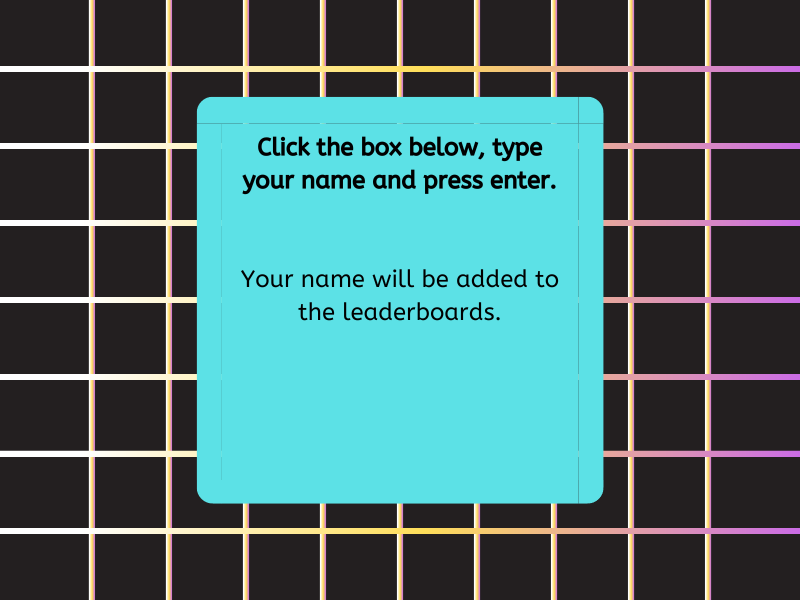 Click the box below, type
your name and press enter.
Your name will be added to
the leaderboards.